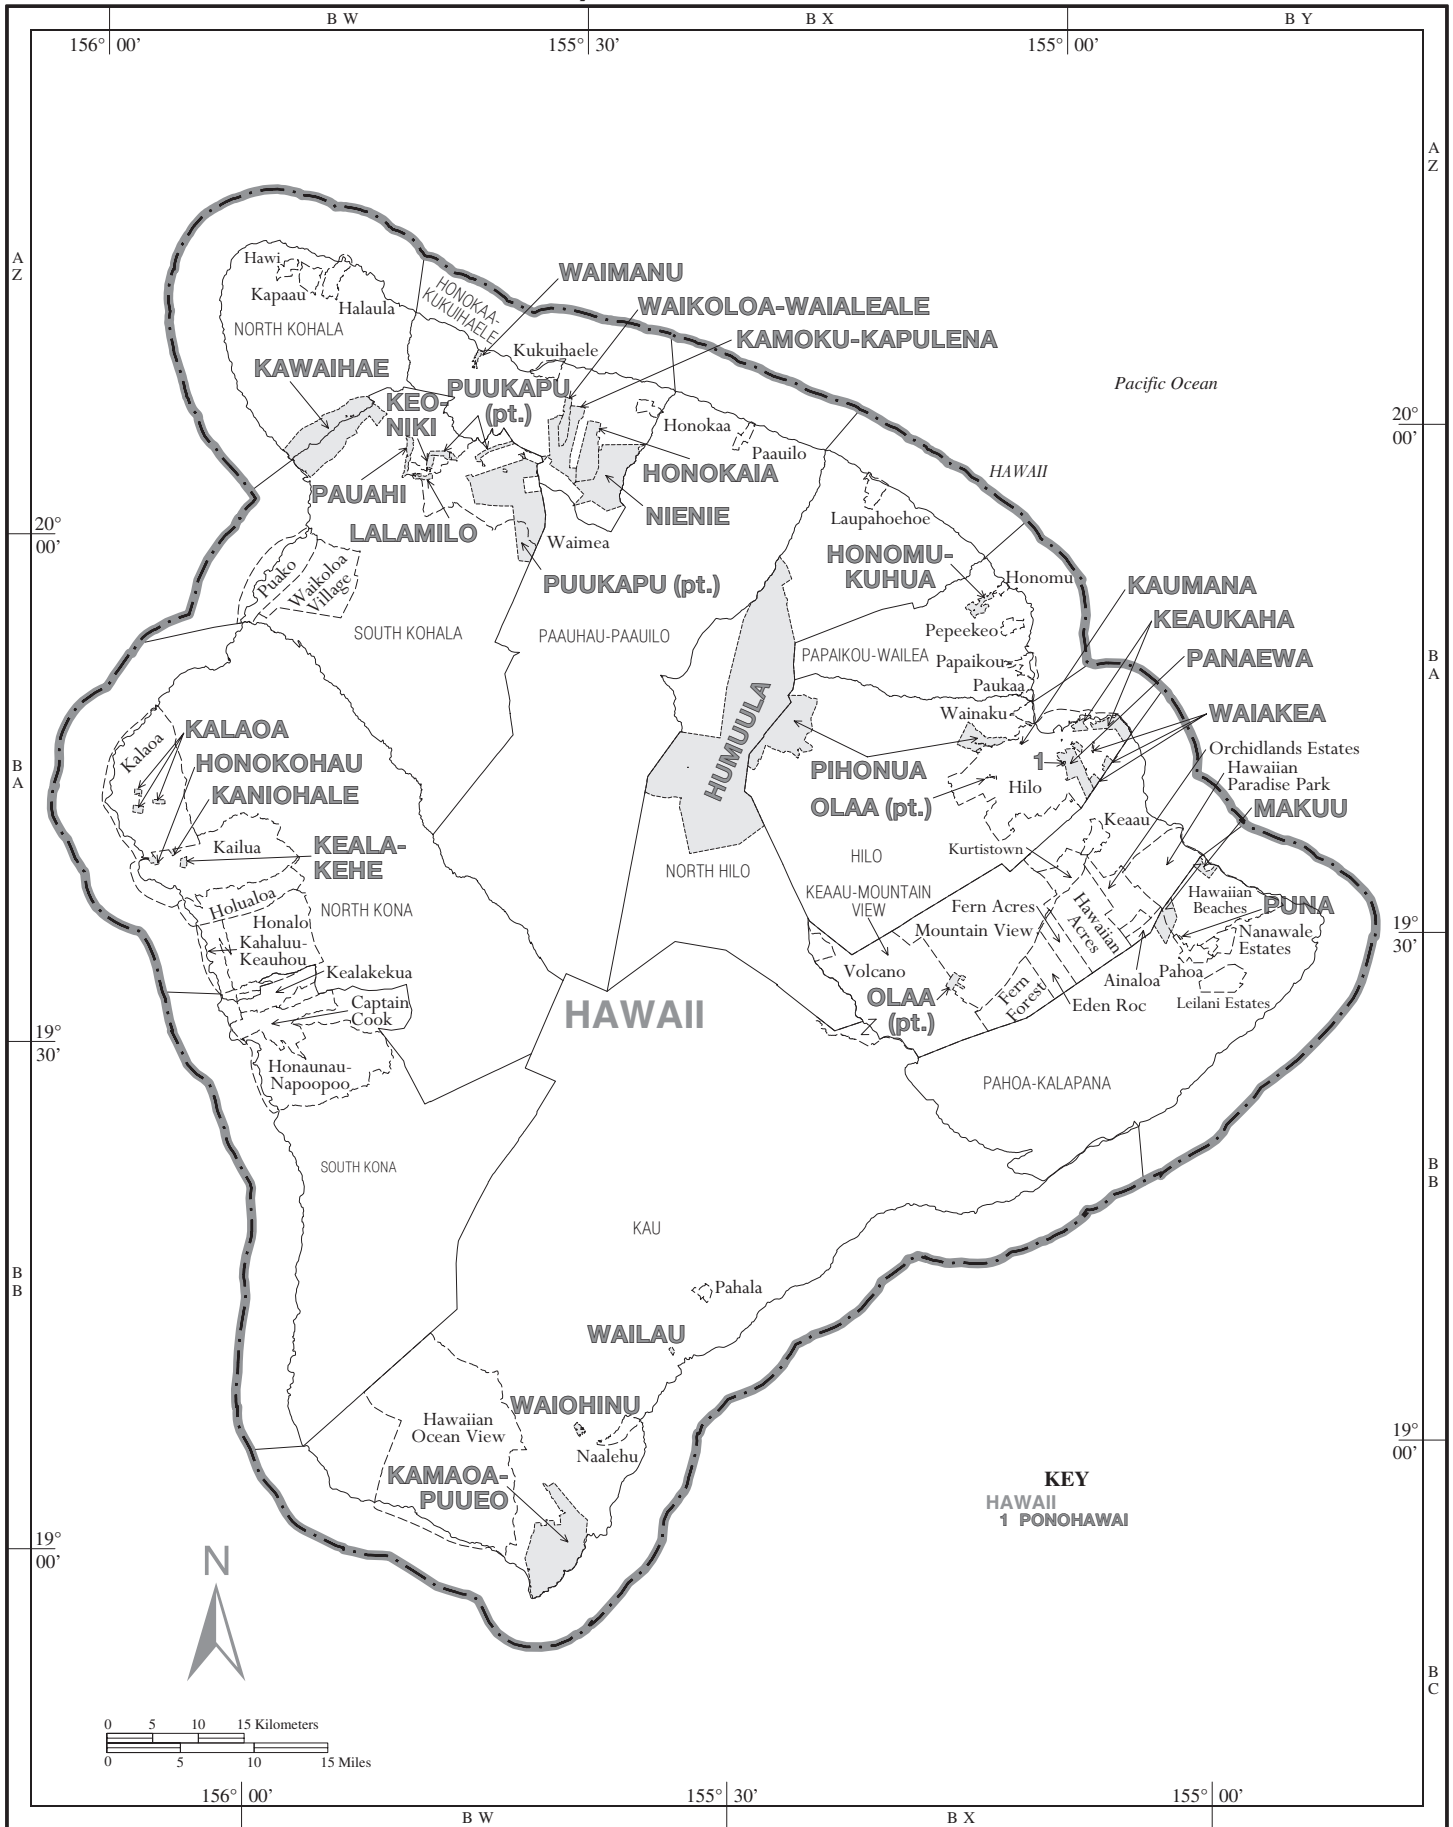 B W
B X
B Y
156° 00’
155° 30’
155° 00’
A
Z
A
Z
Hawi
Kapaau
Halaula
NORTH KOHALA
HONOKAA-
KUKUIHAELE
WAIMANU
WAIKOLOA-WAIALEALE
KAMOKU-KAPULENA
Kukuihaele
KAWAIHAE
KEO-
NIKI
PUUKAPU
(pt.)
Honokaa
Paauilo
Pacific Ocean
20°
00’
HAWAII
PAUAHI
LALAMILO
HONOKAIA
NIENIE
Waimea
PUUKAPU (pt.)
20°
00’
Laupahoehoe
HONOMU-
KUHUA
Honomu
KAUMANA
KEAUKAHA
PANAEWA
WAIAKEA
Puako
Waikoloa
Village
SOUTH KOHALA
PAAUHAU-PAAUILO
Pepeekeo
PAPAIKOU-WAILEA
Papaikou
Paukaa
Wainaku
B
A
B
A
HUMUULA
KALAOA
Kalaoa
HONOKOHAU
KANIOHALE
PIHONUA
OLAA (pt.)
1
Hilo
Orchidlands Estates
Hawaiian
Paradise Park
MAKUU
Keaau
Kailua
KEALA-
KEHE
NORTH HILO
HILO
Kurtistown
KEAAU-MOUNTAIN
VIEW
Hawaiian
Beaches
PUNA
Holualoa
NORTH KONA
Honalo
Kahaluu-
Keauhou
Fern Acres
Mountain View
Hawaiian
Acres
Nanawale
Estates
19°
30’
Kealakekua
Captain
Cook
HAWAII
Volcano
OLAA
(pt.)
Fern
Forest
Eden Roc
Ainaloa
Pahoa
Leilani Estates
19°
30’
Honaunau-
Napoopoo
PAHOA-KALAPANA
SOUTH KONA
KAU
B
B
B
B
Pahala
WAILAU
WAIOHINU
Hawaiian
Ocean View
Naalehu
KAMAOA-
PUUEO
19°
00’
KEY
HAWAII
1 PONOHAWAI
19°
00’
N
B
C
0 5 10 15 Kilometers
0 5 10 15 Miles
156° 00’
155° 30’
155° 00’
B W
B X